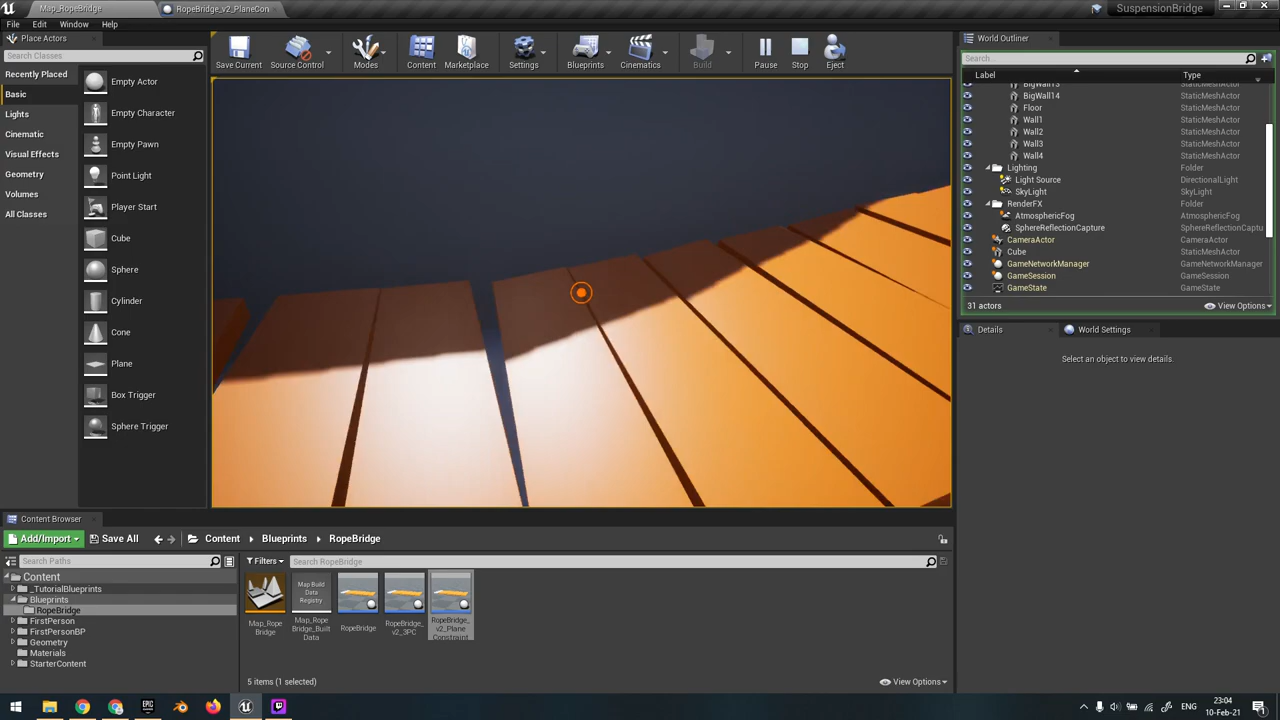 Map_RopeBridge
RopeBridge_v2_PlaneCon
SuspensionBridge
File
Edit
Window
Help
Place Actors
Search Classes
Recently Placed
Basic
Lights
Cinematic
Visual Effects
Geometry
Volumes
All Classes
Empty Actor
Empty Character
Empty Pawn
Point Light
Player Start
Cube
Sphere
Cylinder
Cone
Plane
Box Trigger
Sphere Trigger
Save Current
Source Control
Modes
Content
Marketplace
Settings
Blueprints
Cinematics
Build
Pause
Stop
Eject
World Outliner
Search...
Label
Type
BigWall13
BigWall14 StaticMeshActor
Floor StaticMeshActor
Wall1 StaticMeshActor
Wall2 StaticMeshActor
Wall3 StaticMeshActor
Wall4 StaticMeshActor
Lighting Folder
Light Source DirectionalLight
SkyLight SkyLight
RenderFX Folder
AtmosphericFog AtmosphericFog
SphereReflectionCapture SphereReflectionCaptu
CameraActor CameraActor
Cube StaticMeshActor
GameNetworkManager GameNetworkManager
GameSession GameSession
GameState GameState
31 actors
View Options
Details
World Settings
Select an object to view details.
Content Browser
Add/Import
Save All
Content
Blueprints
RopeBridge
Search Paths
Filters
Search RopeBridge
Content
_TutorialBlueprints
Blueprints
RopeBridge
FirstPerson
FirstPersonBP
Geometry
Materials
StarterContent
Map_Rope
Bridge
Map Build
Data
Registry
Map_Rope
Bridge_Built
Data
RopeBridge
RopeBridge_
v2_3PC
RopeBridge_
v2_Plane
Constraint
5 items (1 selected)
View Options
EPIC
ENG
23:04
10-Feb-21